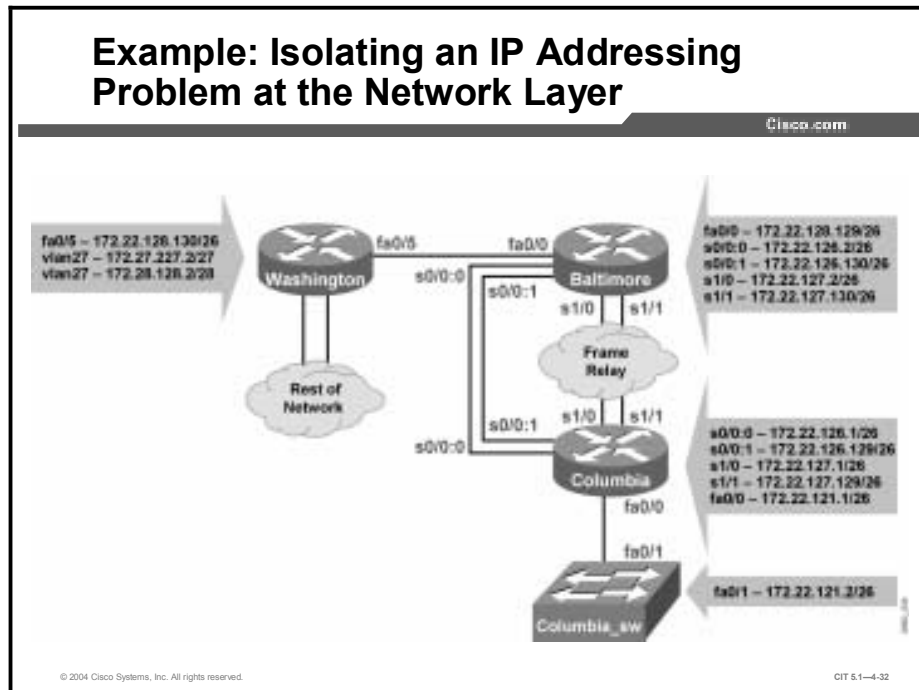 Example: Isolating an IP Addressing
Problem at the Network Layer
Cisco.com
fa0/5 – 172.22.128.130/26
vlan27 – 172.27.227.2/27
vlan27 – 172.28.128.2/28
fa0/5
fa0/0
Washington
Baltimore
s0/0:0
s0/0:1
s1/0
s1/1
fa0/0 – 172.22.128.129/26
s0/0:0 – 172.22.126.2/26
s0/0:1 – 172.22.126.130/26
s1/0 – 172.22.127.2/26
s1/1 – 172.22.127.130/26
Rest of
Network
Frame
Relay
s1/0
s1/1
s0/0:1
s0/0:0
Columbia
s0/0:0 – 172.22.126.1/26
s0/0:1 – 172.22.126.129/26
s1/0 – 172.22.127.1/26
s1/1 – 172.22.127.129/26
fa0/0 – 172.22.121.1/26
fa0/0
fa0/1
Columbia_sw
fa0/1 – 172.22.121.2/26
© 2004 Cisco Systems, Inc. All rights reserved.
CIT 5.1—4-32